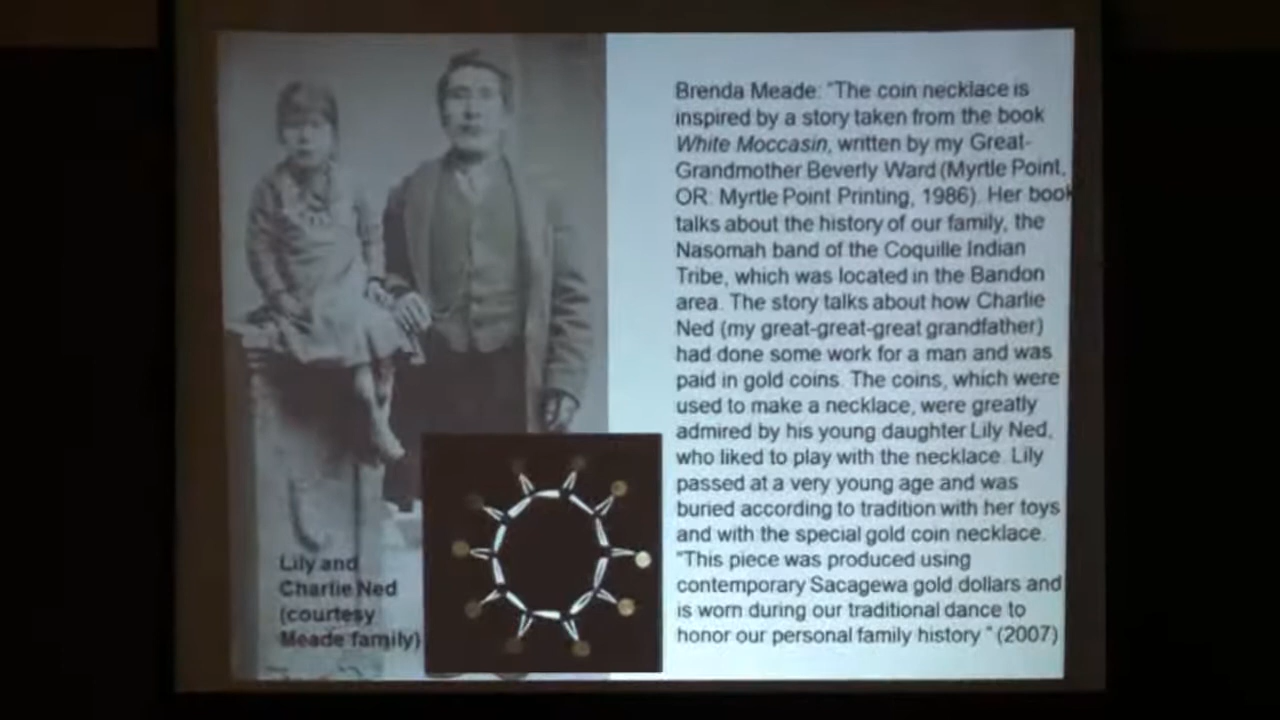 Brenda Meade: "The coin necklace is
inspired by a story taken from the book
White Moccasin, written by my Great-
Grandmother Beverly Ward (Myrtle Point,
OR: Myrtle Point Printing, 1986). Her book
talks about the history of our family, the
Nasomah band of the Coquille Indian
Tribe, which was located in the Bandon
area. The story talks about how Charlie
Ned (my great-great-great grandfather)
had done some work for a man and was
paid in gold coins. The coins, which were
used to make a necklace, were greatly
admired by his young daughter Lily Ned,
who liked to play with the necklace. Lily
passed at a very young age and was
buried according to tradition with her toys
and with the special gold coin necklace.
"This piece was produced using
contemporary Sacagewa gold dollars and
is worn during our traditional dance to
honor our personal family history." (2007)
Lily and
Charlie Ned
(courtesy
Meade family)